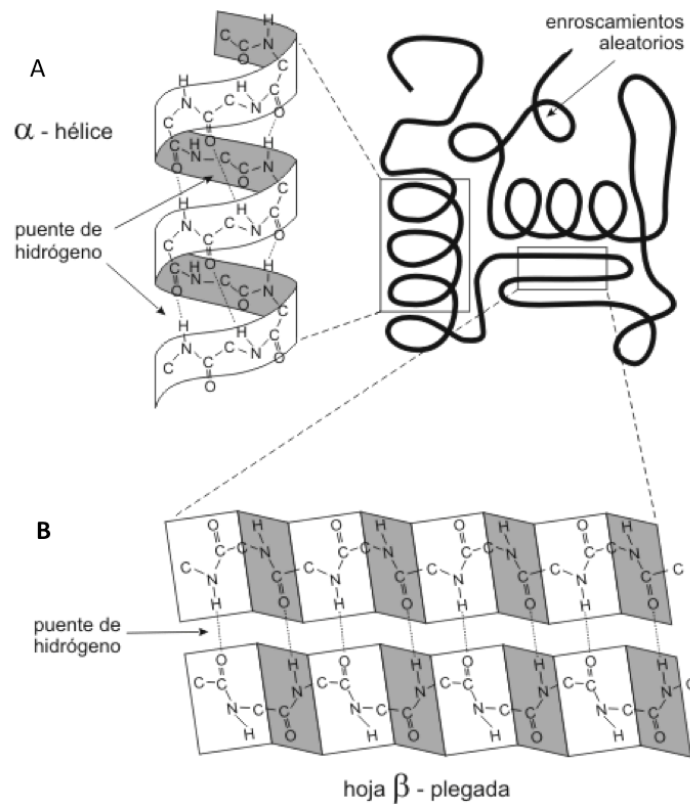 A
α - hélice
puente de
hidrógeno
enroscamientos
aleatorios
B
puente de
hidrógeno
hoja β - plegada